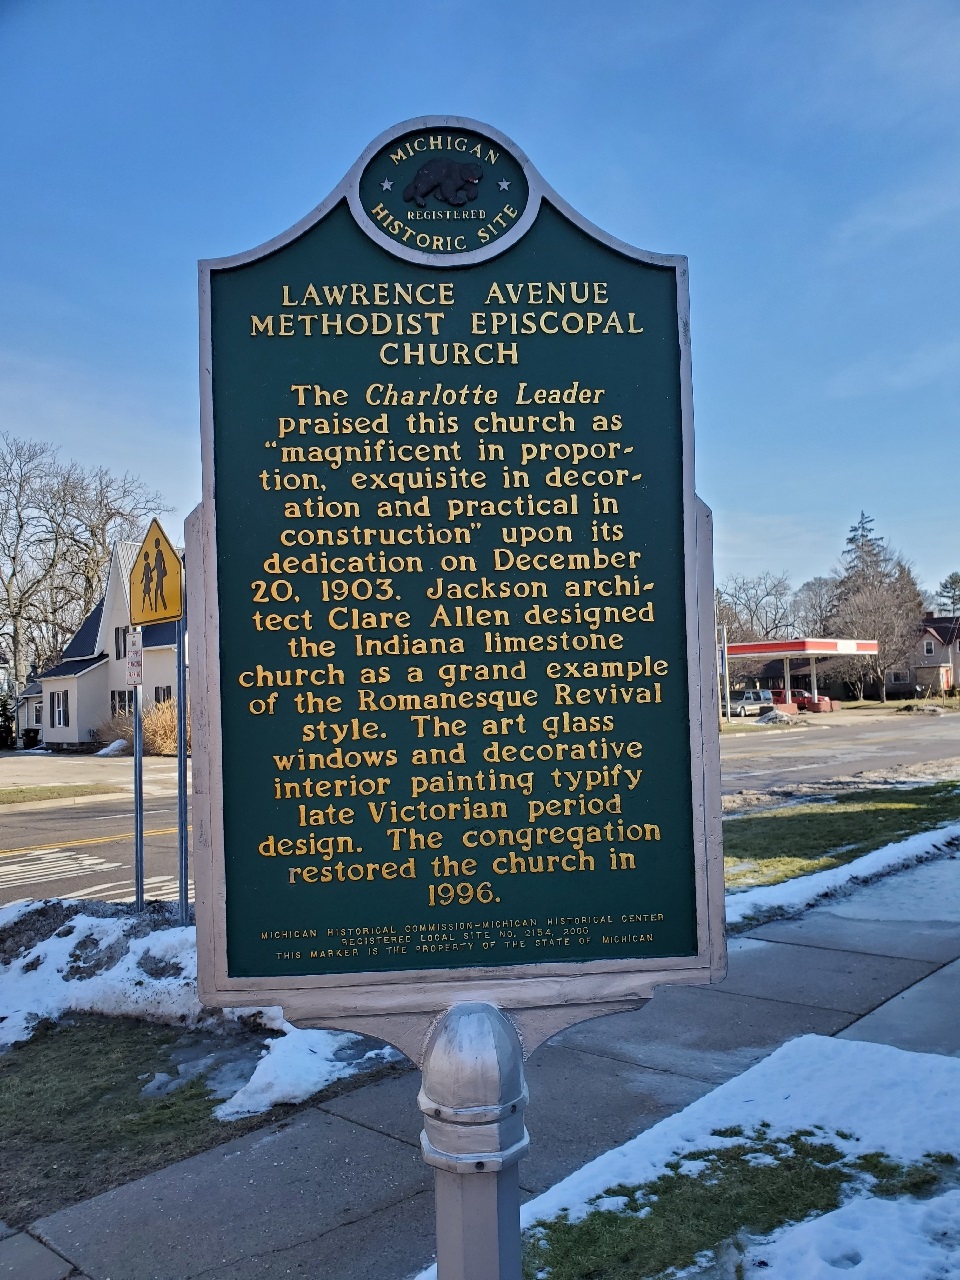 MICHIGAN
REGISTERED
HISTORIC SITE
LAWRENCE AVENUE
METHODIST EPISCOPAL
CHURCH
The Charlotte Leader
praised this church as
"magnificent in propor-
tion, exquisite in decor-
ation and practical in
construction" upon its
dedication on December
20, 1903. Jackson archi-
tect Clare Allen designed
the Indiana limestone
church as a grand example
of the Romanesque Revival
style. The art glass
windows and decorative
interior painting typify
late Victorian period
design. The congregation
restored the church in
1996.
MICHIGAN HISTORICAL COMMISSION–MICHIGAN HISTORICAL CENTER
REGISTERED LOCAL SITE NO. 2154, 2006
THIS MARKER IS THE PROPERTY OF THE STATE OF MICHIGAN